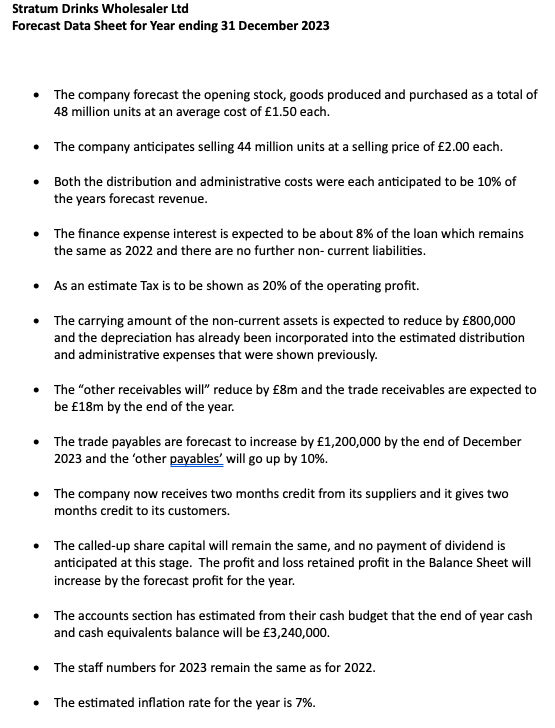 Stratum Drinks Wholesaler Ltd
Forecast Data Sheet for Year ending 31 December 2023
• The company forecast the opening stock, goods produced and purchased as a total of
48 million units at an average cost of £1.50 each.
• The company anticipates selling 44 million units at a selling price of £2.00 each.
• Both the distribution and administrative costs were each anticipated to be 10% of
the years forecast revenue.
• The finance expense interest is expected to be about 8% of the loan which remains
the same as 2022 and there are no further non- current liabilities.
• As an estimate Tax is to be shown as 20% of the operating profit.
• The carrying amount of the non-current assets is expected to reduce by £800,000
and the depreciation has already been incorporated into the estimated distribution
and administrative expenses that were shown previously.
• The “other receivables will” reduce by £8m and the trade receivables are expected to
be £18m by the end of the year.
• The trade payables are forecast to increase by £1,200,000 by the end of December
2023 and the ‘other payables’ will go up by 10%.
• The company now receives two months credit from its suppliers and it gives two
months credit to its customers.
• The called-up share capital will remain the same, and no payment of dividend is
anticipated at this stage. The profit and loss retained profit in the Balance Sheet will
increase by the forecast profit for the year.
• The accounts section has estimated from their cash budget that the end of year cash
and cash equivalents balance will be £3,240,000.
• The staff numbers for 2023 remain the same as for 2022.
• The estimated inflation rate for the year is 7%.